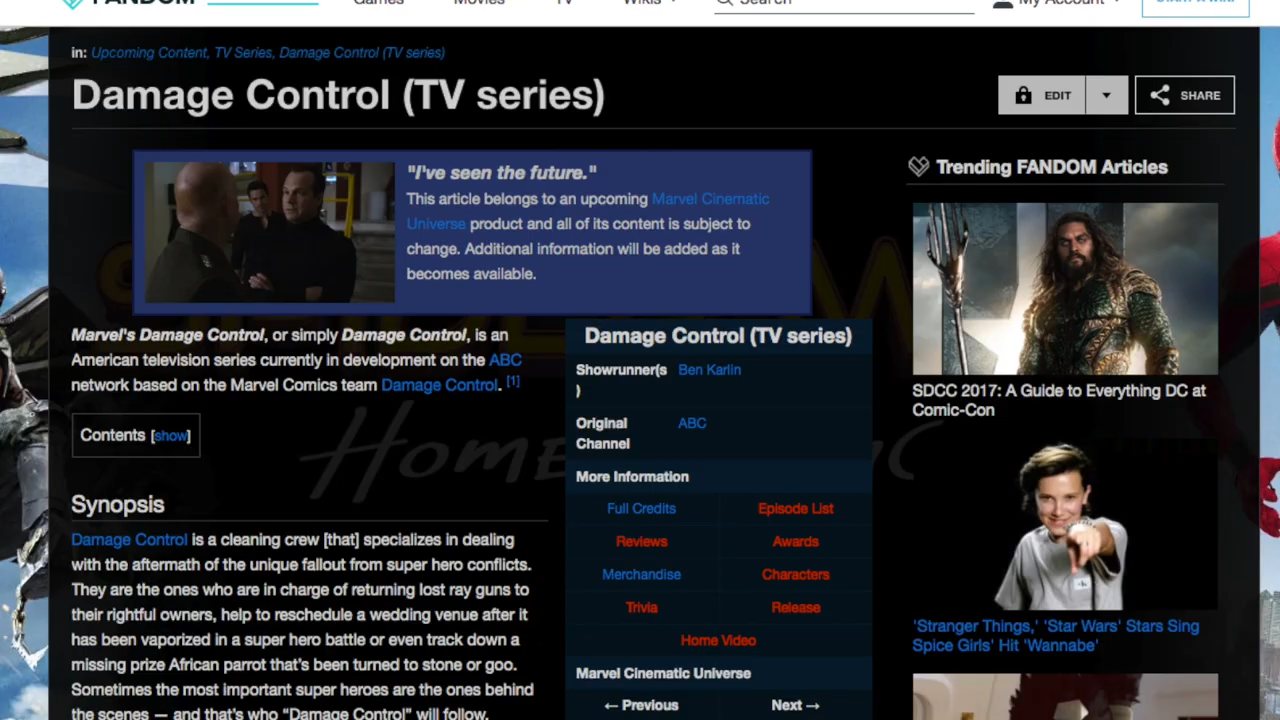 FANDOM
Games
Movies
TV
Wikis
Search
My Account
START A WIKI
in: Upcoming Content, TV Series, Damage Control (TV series)
Damage Control (TV series)
EDIT
SHARE
"I've seen the future."
This article belongs to an upcoming Marvel Cinematic
Universe product and all of its content is subject to
change. Additional information will be added as it
becomes available.
Marvel's Damage Control, or simply Damage Control, is an
American television series currently in development on the ABC
network based on the Marvel Comics team Damage Control. [1]
Contents [show]
Synopsis
Damage Control is a cleaning crew [that] specializes in dealing
with the aftermath of the unique fallout from super hero conflicts.
They are the ones who are in charge of returning lost ray guns to
their rightful owners, help to reschedule a wedding venue after it
has been vaporized in a super hero battle or even track down a
missing prize African parrot that's been turned to stone or goo.
Sometimes the most important super heroes are the ones behind
the scenes — and that's who "Damage Control" will follow.
Damage Control (TV series)
Showrunner(s
) Ben Karlin
Original
Channel ABC
More Information
Full Credits Episode List
Reviews Awards
Merchandise Characters
Trivia Release
Home Video
Marvel Cinematic Universe
← Previous Next →
Trending FANDOM Articles
SDCC 2017: A Guide to Everything DC at
Comic-Con
'Stranger Things,' 'Star Wars' Stars Sing
Spice Girls' Hit 'Wannabe'